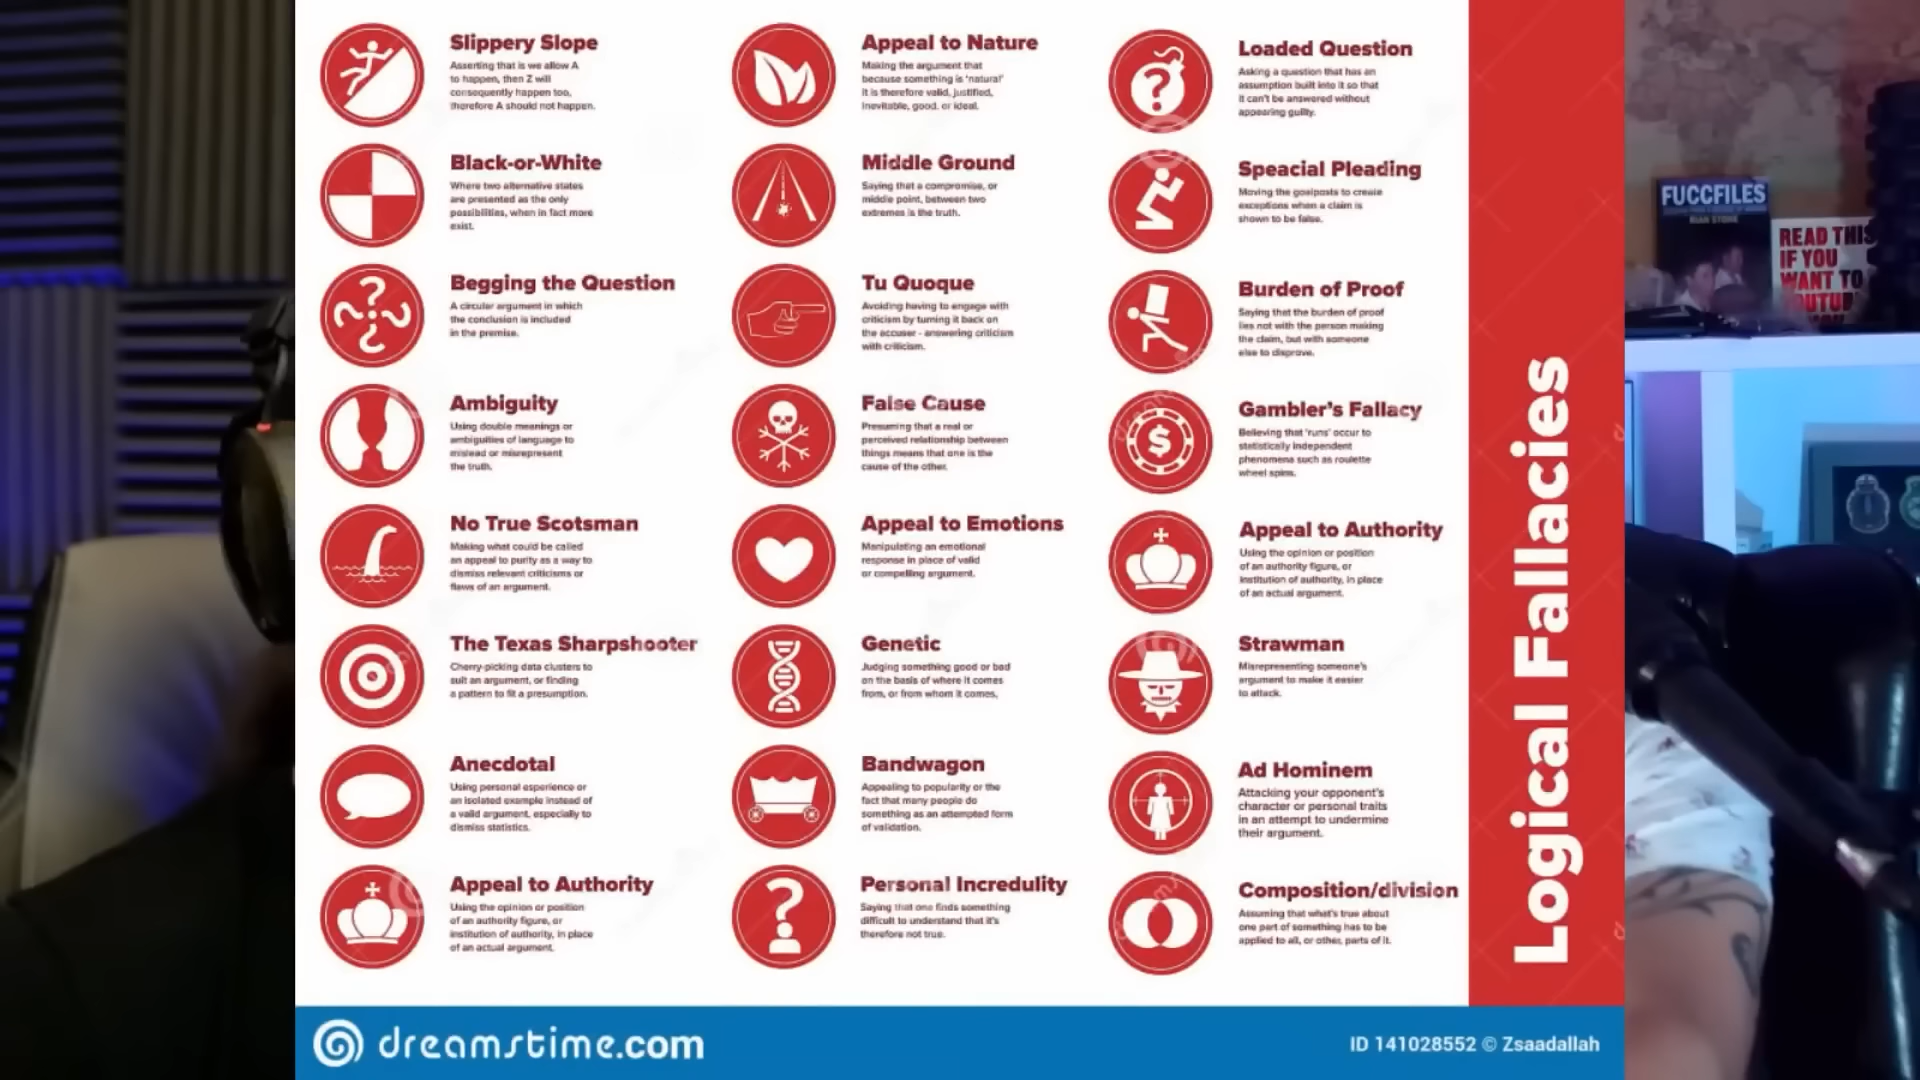 Slippery Slope
Asserting that is we allow A
to happen, then Z will
consequently happen too,
therefore A should not happen.
Black-or-White
Where two alternative states
are presented as the only
possibilities, when in fact more
exist.
Begging the Question
A circular argument in which
the conclusion is included
in the premise.
Ambiguity
Using double meanings or
ambiguities of language to
mislead or misrepresent
the truth.
No True Scotsman
Making what could be called
an appeal to purity as a way to
dismiss relevant criticisms or
flaws of an argument.
The Texas Sharpshooter
Cherry-picking data clusters to
suit an argument, or finding
a pattern to fit a presumption.
Anecdotal
Using personal experience or
an isolated example instead of
a valid argument, especially to
dismiss statistics.
Appeal to Authority
Using the opinion or position
of an authority figure, or
institution of authority, in place
of an actual argument.
Appeal to Nature
Making the argument that
because something is 'natural'
it is therefore valid, justified,
inevitable, good, or ideal.
Middle Ground
Saying that a compromise, or
middle point, between two
extremes is the truth.
Tu Quoque
Avoiding having to engage with
criticism by turning it back on
the accuser - answering criticism
with criticism.
False Cause
Presuming that a real or
perceived relationship between
things means that one is the
cause of the other.
Appeal to Emotions
Manipulating an emotional
response in place of valid
or compelling argument.
Genetic
Judging something good or bad
on the basis of where it comes
from, or from whom it comes,
Bandwagon
Appealing to popularity or the
fact that many people do
something as an attempted form
of validation.
Personal Incredulity
Saying that one finds something
difficult to understand that it's
therefore not true.
Loaded Question
Asking a question that has an
assumption built into it so that
it can't be answered without
appearing guilty.
Speacial Pleading
Moving the goalposts to create
exceptions when a claim is
shown to be false.
Burden of Proof
Saying that the burden of proof
lies not with the person making
the claim, but with someone
else to disprove.
Gambler's Fallacy
Believing that 'runs' occur to
statistically independent
phenomena such as roulette
wheel spins.
Appeal to Authority
Using the opinion or position
of an authority figure, or
institution of authority, in place
of an actual argument.
Strawman
Misrepresenting someone's
argument to make it easier
to attack.
Ad Hominem
Attacking your opponent's
character or personal traits
in an attempt to undermine
their argument.
Composition/division
Assuming that what's true about
one part of something has to be
applied to all, or other, parts of it.
Logical Fallacies
dreamstime.com
ID 141028552 © Zsaadallah
FUCCFILES
RIAN STONE
READ THIS
IF YOU
WANT TO